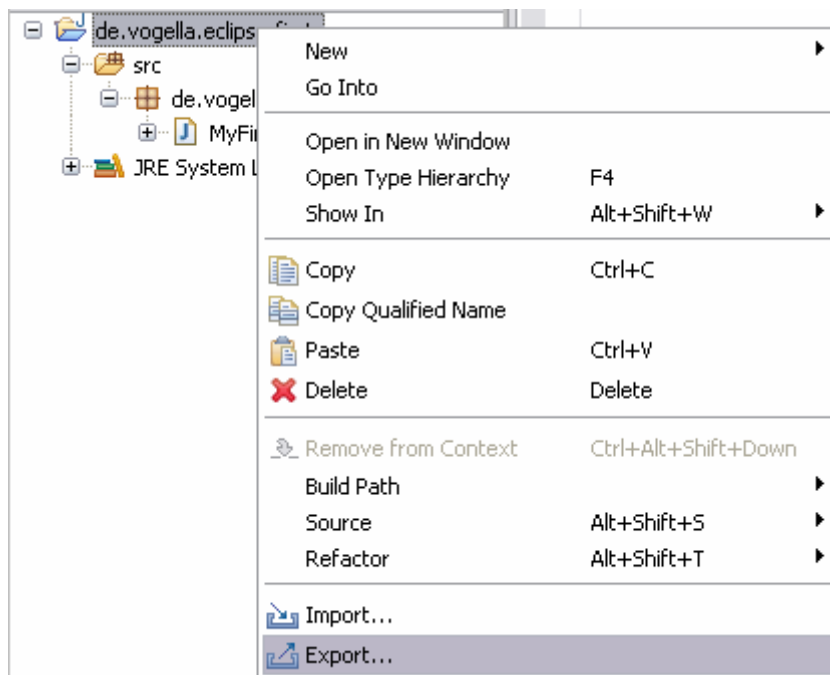 de.vogella.eclips
src
de.vogel
MyFi
JRE System L
New
Go Into
Open in New Window
Open Type Hierarchy F4
Show In Alt+Shift+W
Copy Ctrl+C
Copy Qualified Name
Paste Ctrl+V
Delete Delete
Remove from Context Ctrl+Alt+Shift+Down
Build Path
Source Alt+Shift+S
Refactor Alt+Shift+T
Import...
Export...